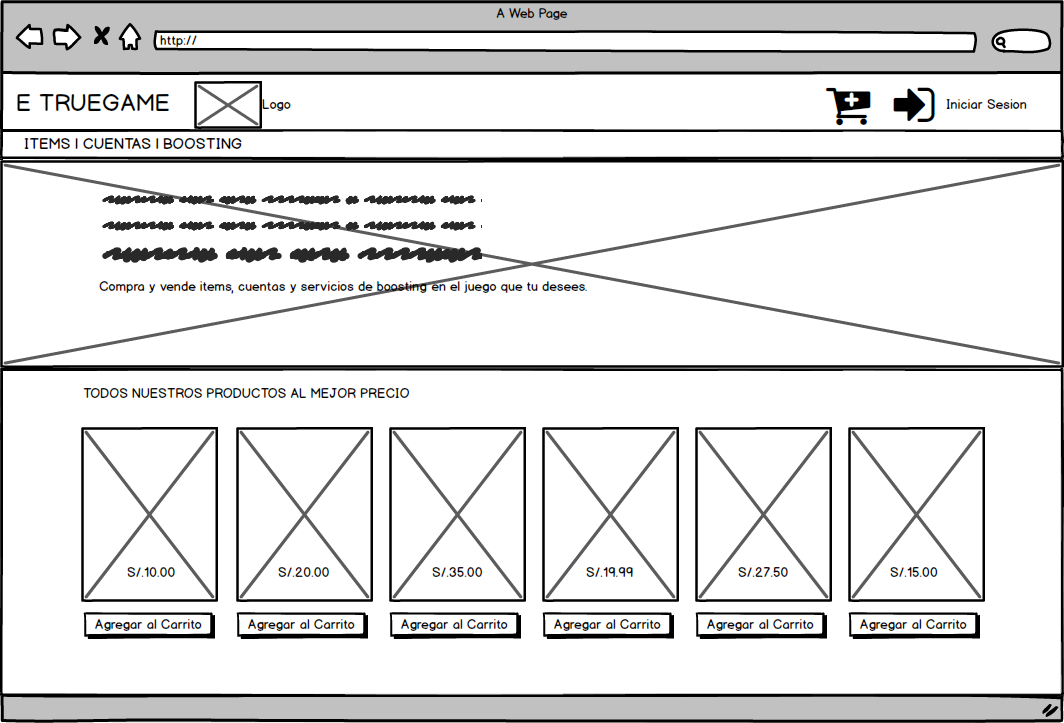 A Web Page
http://
E TRUEGAME
Logo
Iniciar Sesion
ITEMS | CUENTAS | BOOSTING
Compra y vende items, cuentas y servicios de boosting en el juego que tu desees.
TODOS NUESTROS PRODUCTOS AL MEJOR PRECIO
S/.10.00
S/.20.00
S/.35.00
S/.19.99
S/.27.50
S/.15.00
Agregar al Carrito
Agregar al Carrito
Agregar al Carrito
Agregar al Carrito
Agregar al Carrito
Agregar al Carrito